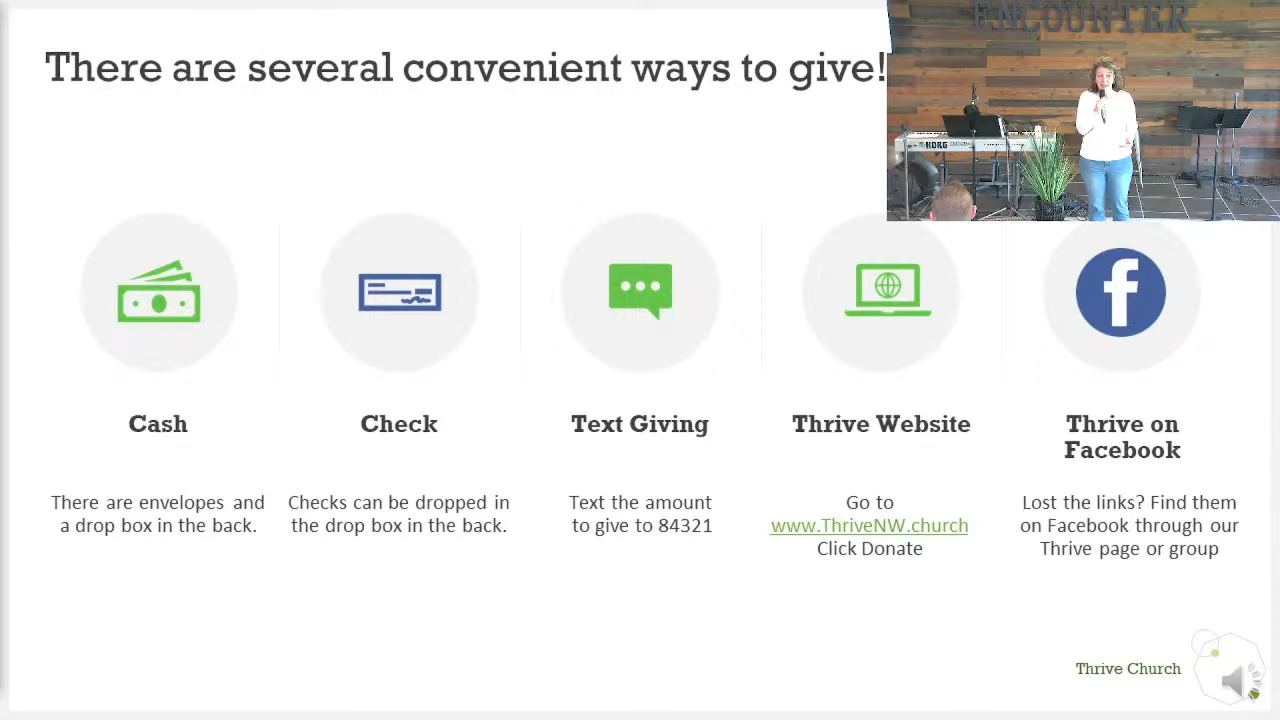 There are several convenient ways to give!
ENCOUNTER
KORG
Cash
There are envelopes and
a drop box in the back.
Check
Checks can be dropped in
the drop box in the back.
Text Giving
Text the amount
to give to 84321
Thrive Website
Go to
www.ThriveNW.church
Click Donate
Thrive on
Facebook
Lost the links? Find them
on Facebook through our
Thrive page or group
Thrive Church